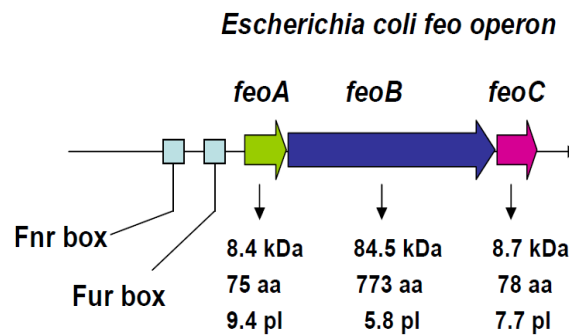 Escherichia coli feo operon
feoA feoB feoC
Fnr box
Fur box
8.4 kDa 84.5 kDa 8.7 kDa
75 aa 773 aa 78 aa
9.4 pI 5.8 pI 7.7 pI